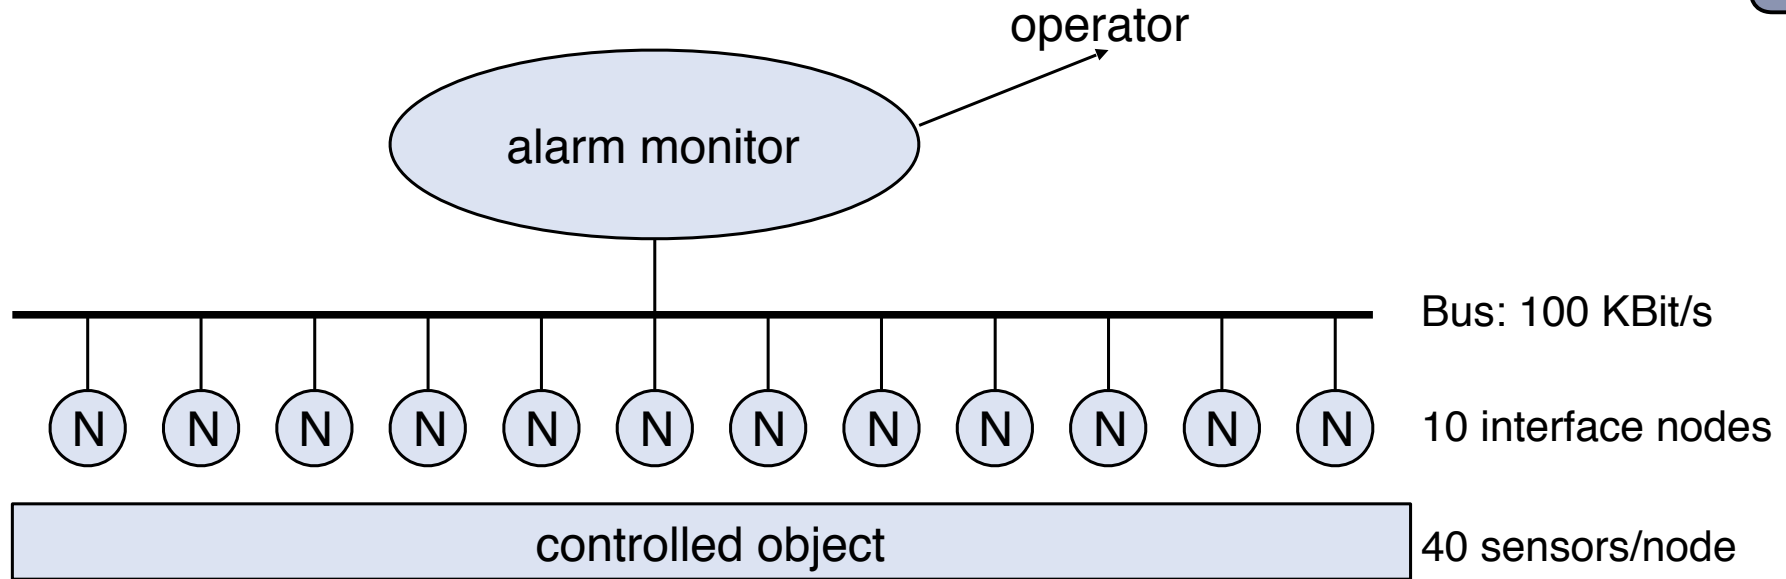 operator
alarm monitor
Bus: 100 KBit/s
N N N N N N N N N N N N
10 interface nodes
controlled object
40 sensors/node